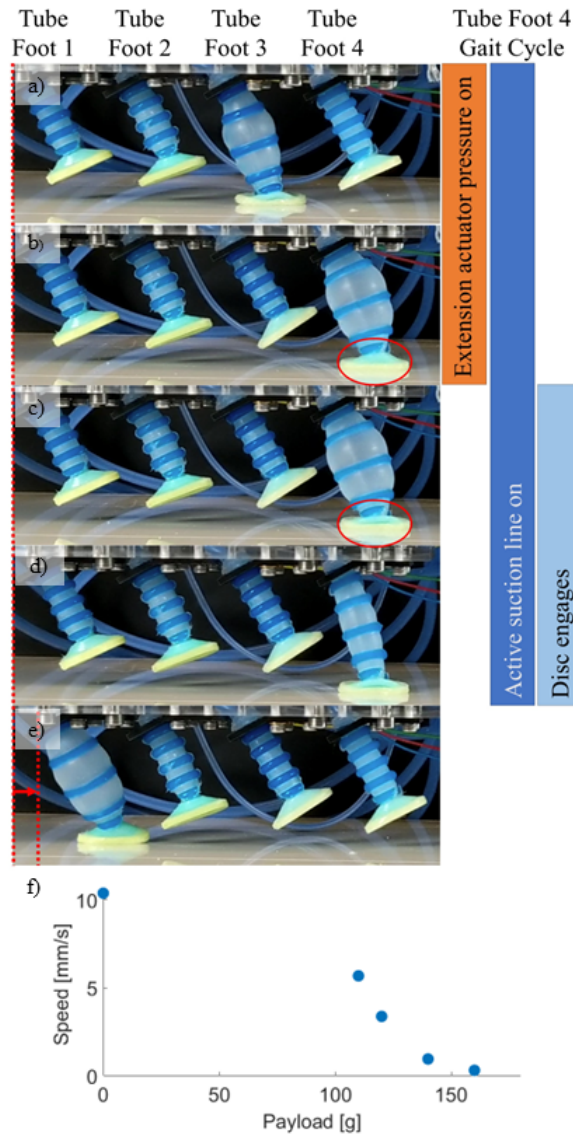 Tube Foot 1
Tube Foot 2
Tube Foot 3
Tube Foot 4
Tube Foot 4 Gait Cycle
a)
b)
c)
d)
e)
Extension actuator pressure on
Active suction line on
Disc engages
f)
Speed [mm/s]
10
5
0
0
50
100
150
Payload [g]